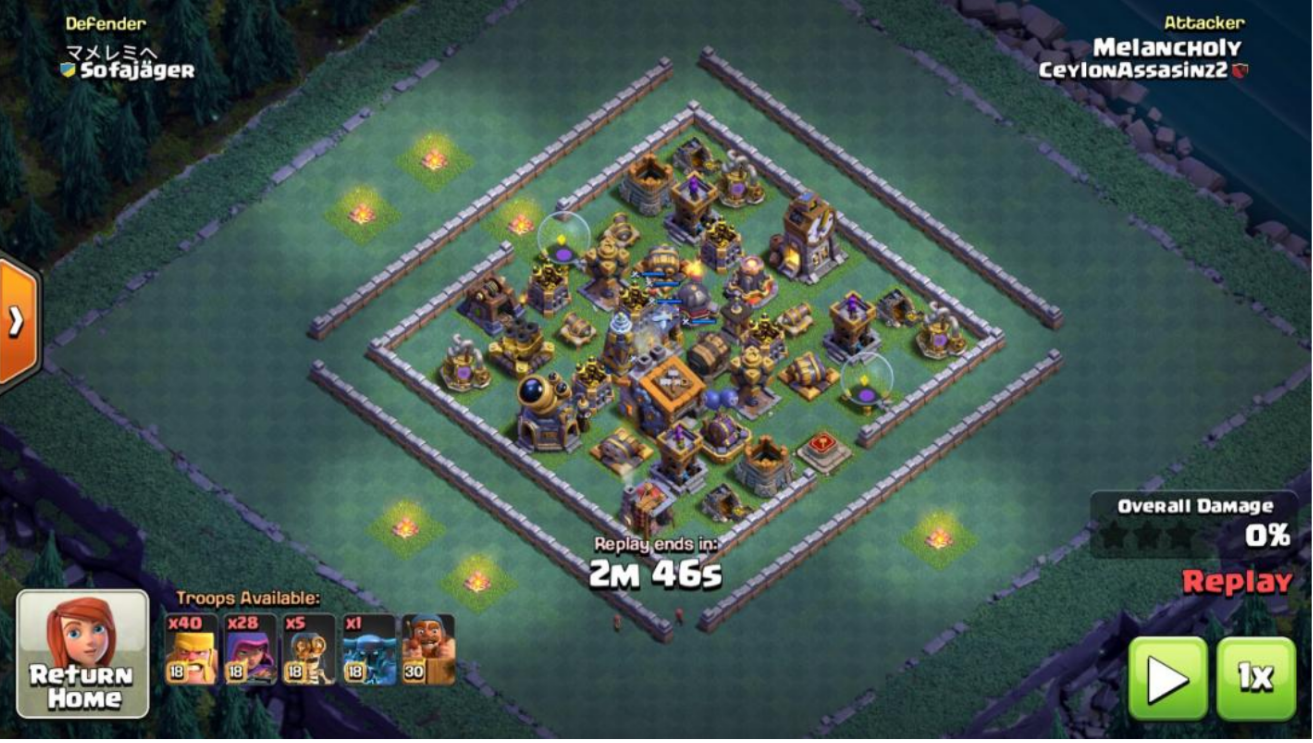 Defender
マメレミへ
Sofajäger
Attacker
Melancholy
CeylonAssasinz2
Overall Damage
0%
Replay
Replay ends in:
2M 46s
Troops Available:
x40 x28 x5 x1
18 18 18 18 30
Return
Home
1x